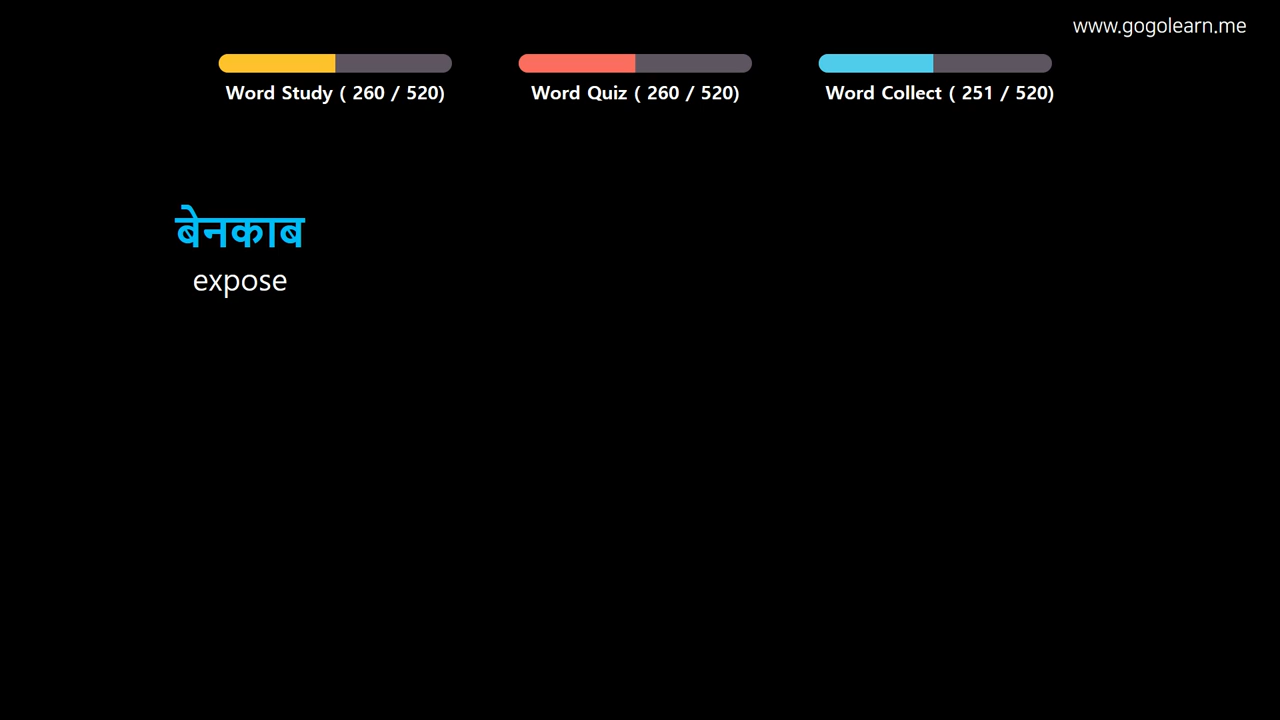 www.gogolearn.me
Word Study ( 260 / 520)
Word Quiz ( 260 / 520)
Word Collect ( 251 / 520)
बेनकाब
expose